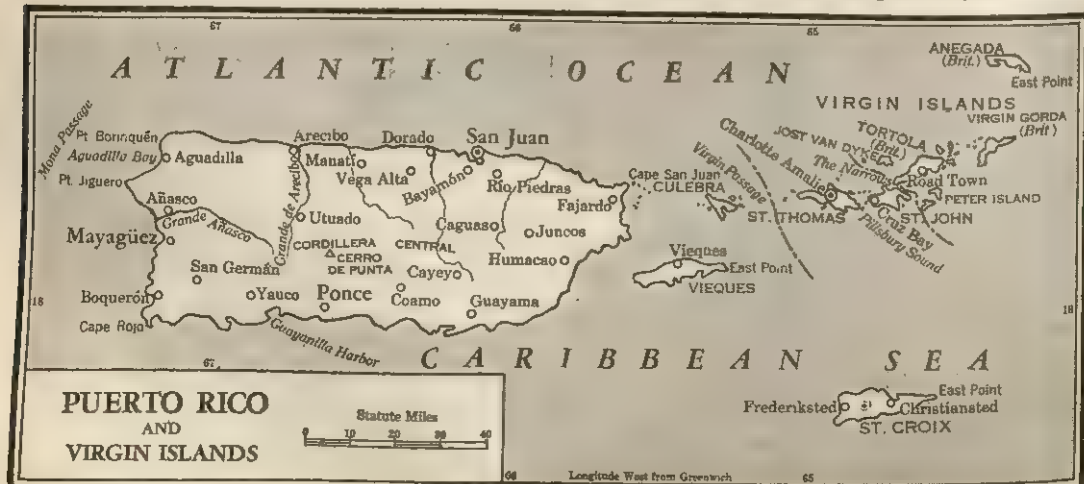 67
66
65
ATLANTIC OCEAN
ANEGADA
(Brit.)
East Point
VIRGIN ISLANDS
VIRGIN GORDA
(Brit)
TORTOLA
(Brit.)
JOST VAN DYKE
The Narrows
Charlotte Amalie
Road Town
PETER ISLAND
ST. JOHN
Cruz Bay
Pillsbury Sound
ST. THOMAS
Virgin Passage
Cape San Juan
CULEBRA
Mona Passage
Pt Borinquén
Aguadilla Bay
Aguadilla
Pt. Jiguero
Añasco
Grande Añasco
Mayagüez
Arecibo
Grande de Arecibo
Manatí
Dorado
Vega Alta
San Juan
Bayamón
Río Piedras
Fajardo
Utuado
Caguas
Juncos
CORDILLERA CENTRAL
CERRO
DE PUNTA
Humacao
Cayey
San Germán
Vieques
East Point
VIEQUES
18
Boquerón
Yauco
Ponce
Coamo
Guayama
18
Cape Rojo
Guayanilla Harbor
67
CARIBBEAN SEA
East Point
Frederiksted
Christiansted
ST. CROIX
PUERTO RICO
AND
VIRGIN ISLANDS
Statute Miles
0 10 20 30 40
66
Longitude West from Greenwich
65